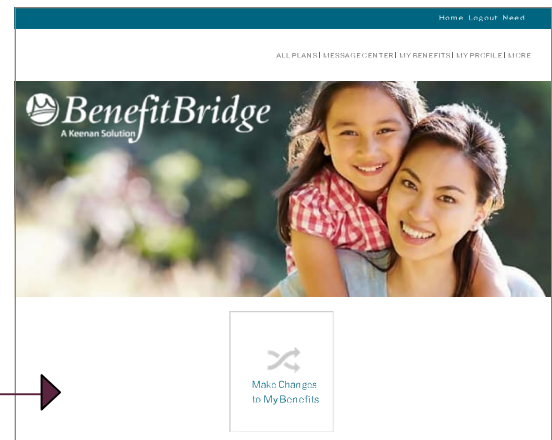 Home Logout Need
ALL PLANS| MESSAGE CENTER| MY BENEFITS| MY PROFILE| MORE
BenefitBridge
A Keenan Solution
Make Changes
to My Benefits